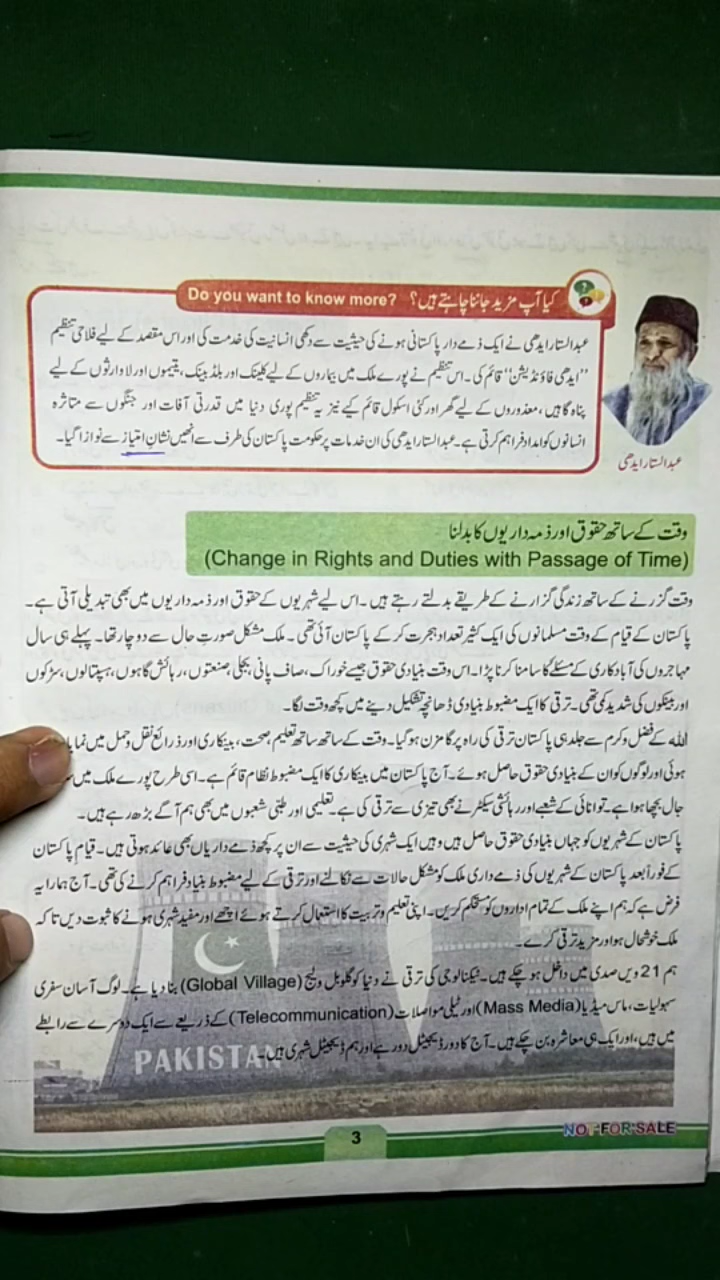 کیا آپ مزید جاننا چاہتے ہیں؟ Do you want to know more?
عبدالستار ایدھی نے ایک ذمے دار پاکستانی ہونے کی حیثیت سے دکھی انسانیت کی خدمت کی اور اس مقصد کے لیے فلاحی تنظیم
"ایدھی فاؤنڈیشن" قائم کی۔ اس تنظیم نے پورے ملک میں بیماروں کے لیے کلینک اور بلڈ بینک، یتیموں اور لاوارثوں کے لیے
پناہ گاہیں، معذوروں کے لیے گھر اور کئی اسکول قائم کیے نیز یہ تنظیم پوری دنیا میں قدرتی آفات اور جنگوں سے متاثرہ
انسانوں کو امداد فراہم کرتی ہے۔ عبدالستار ایدھی کی ان خدمات پر حکومت پاکستان کی طرف سے انھیں نشانِ امتیاز سے نوازا گیا۔
عبدالستار ایدھی
وقت کے ساتھ حقوق اور ذمہ داریوں کا بدلنا
(Change in Rights and Duties with Passage of Time)
وقت گزرنے کے ساتھ زندگی گزارنے کے طریقے بدلتے رہتے ہیں۔ اس لیے شہریوں کے حقوق اور ذمہ داریوں میں بھی تبدیلی آتی ہے۔
پاکستان کے قیام کے وقت مسلمانوں کی ایک کثیر تعداد ہجرت کر کے پاکستان آئی تھی۔ ملک مشکل صورتِ حال سے دوچار تھا۔ پہلے ہی سال
مہاجروں کی آباد کاری کے مسئلے کا سامنا کرنا پڑا۔ اس وقت بنیادی حقوق جیسے خوراک، صاف پانی، بجلی، صنعتوں، رہائش گاہوں، ہسپتالوں، سڑکوں
اور بینکوں کی شدید کمی تھی۔ ترقی کا ایک مضبوط بنیادی ڈھانچہ تشکیل دینے میں کچھ وقت لگا۔
اللہ کے فضل و کرم سے جلد ہی پاکستان ترقی کی راہ پر گامزن ہو گیا۔ وقت کے ساتھ ساتھ تعلیم، صحت، بینکاری اور ذرائع نقل و حمل میں
ہوئی اور لوگوں کو ان کے بنیادی حقوق حاصل ہوئے۔ آج پاکستان میں بینکاری کا ایک مضبوط نظام قائم ہے۔ اسی طرح پورے ملک میں
جال بچھا ہوا ہے۔ توانائی کے شعبے اور رہائشی سیکٹر نے بھی تیزی سے ترقی کی ہے۔ تعلیمی اور طبی شعبوں میں بھی ہم آگے بڑھ رہے ہیں۔
پاکستان کے شہریوں کو جہاں بنیادی حقوق حاصل ہیں وہیں ایک شہری کی حیثیت سے ان پر کچھ ذمے داریاں بھی عائد ہوتی ہیں۔ قیام پاکستان
کے فوراً بعد پاکستان کے شہریوں کی ذمے داری ملک کو مشکل حالات سے نکالنے اور ترقی کے لیے مضبوط بنیاد فراہم کرنے کی تھی۔ آج ہمارا یہ
فرض ہے کہ ہم اپنے ملک کے تمام اداروں کو مستحکم کریں۔ اپنی تعلیم و تربیت کا استعمال کرتے ہوئے اچھے اور مفید شہری ہونے کا ثبوت دیں تاکہ
ملک خوشحال ہو اور مزید ترقی کرے۔
ہم 21 ویں صدی میں داخل ہو چکے ہیں۔ ٹیکنالوجی کی ترقی نے دنیا کو گلوبل ولیج (Global Village) بنا دیا ہے۔ لوگ آسان سفری
سہولیات، ماس میڈیا (Mass Media) اور ٹیلی مواصلات (Telecommunication) کے ذریعے سے ایک دوسرے سے رابطے
میں ہیں، اور ایک ہی معاشرہ بن چکے ہیں۔ آج کا دور ڈیجیٹل دور ہے اور ہم ڈیجیٹل شہری ہیں۔
PAKISTAN
3
NOT FOR SALE